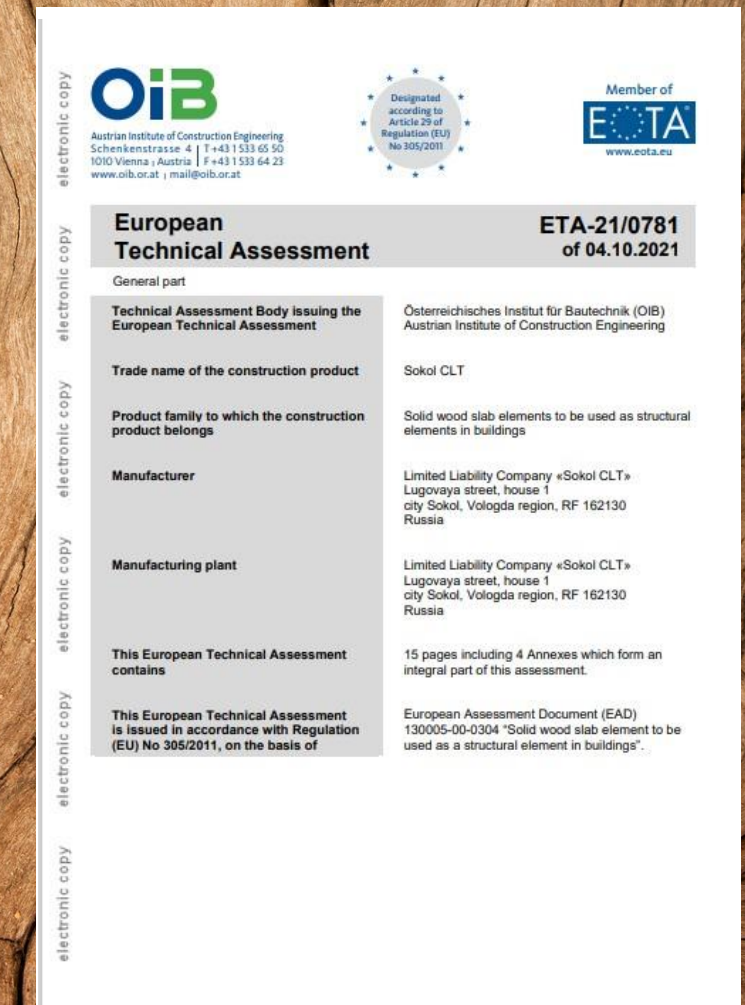 OiB
Austrian Institute of Construction Engineering
Schenkenstrasse 4 | T+43 1 533 65 50
1010 Vienna | Austria | F+43 1 533 64 23
www.oib.or.at | mail@oib.or.at
Designated
according to
Article 29 of
Regulation (EU)
No 305/2011
Member of
EOTA
www.eota.eu
European
Technical Assessment
ETA-21/0781
of 04.10.2021
General part
Technical Assessment Body issuing the
European Technical Assessment
Österreichisches Institut für Bautechnik (OIB)
Austrian Institute of Construction Engineering
Trade name of the construction product
Sokol CLT
Product family to which the construction
product belongs
Solid wood slab elements to be used as structural
elements in buildings
Manufacturer
Limited Liability Company «Sokol CLT»
Lugovaya street, house 1
city Sokol, Vologda region, RF 162130
Russia
Manufacturing plant
Limited Liability Company «Sokol CLT»
Lugovaya street, house 1
city Sokol, Vologda region, RF 162130
Russia
This European Technical Assessment
contains
15 pages including 4 Annexes which form an
integral part of this assessment.
This European Technical Assessment
is issued in accordance with Regulation
(EU) No 305/2011, on the basis of
European Assessment Document (EAD)
130005-00-0304 “Solid wood slab element to be
used as a structural element in buildings”.
electronic copy
electronic copy
electronic copy
electronic copy
electronic copy
electronic copy